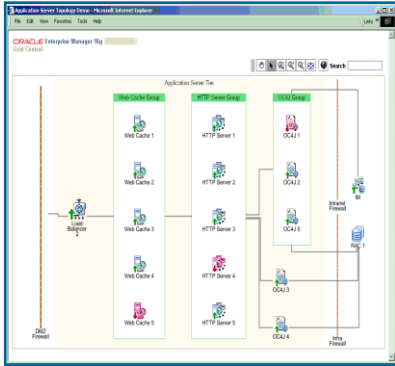 Application Server Topology Demo - Microsoft Internet Explorer
File Edit View Favorites Tools Help
Links
ORACLE Enterprise Manager 10g
Grid Control
Search
Application Server Tier
Web Cache Group
HTTP Server Group
OC4J Group
Web Cache 1
HTTP Server 1
OC4J 1
Web Cache 2
HTTP Server 2
OC4J 2
Intranet
Firewall
Load
Balancer
2
Web Cache 3
HTTP Server 3
OC4J 5
RAC 1
Web Cache 4
HTTP Server 4
OC4J 3
Web Cache 5
HTTP Server 5
OC4J 4
DMZ
Firewall
Infra
Firewall